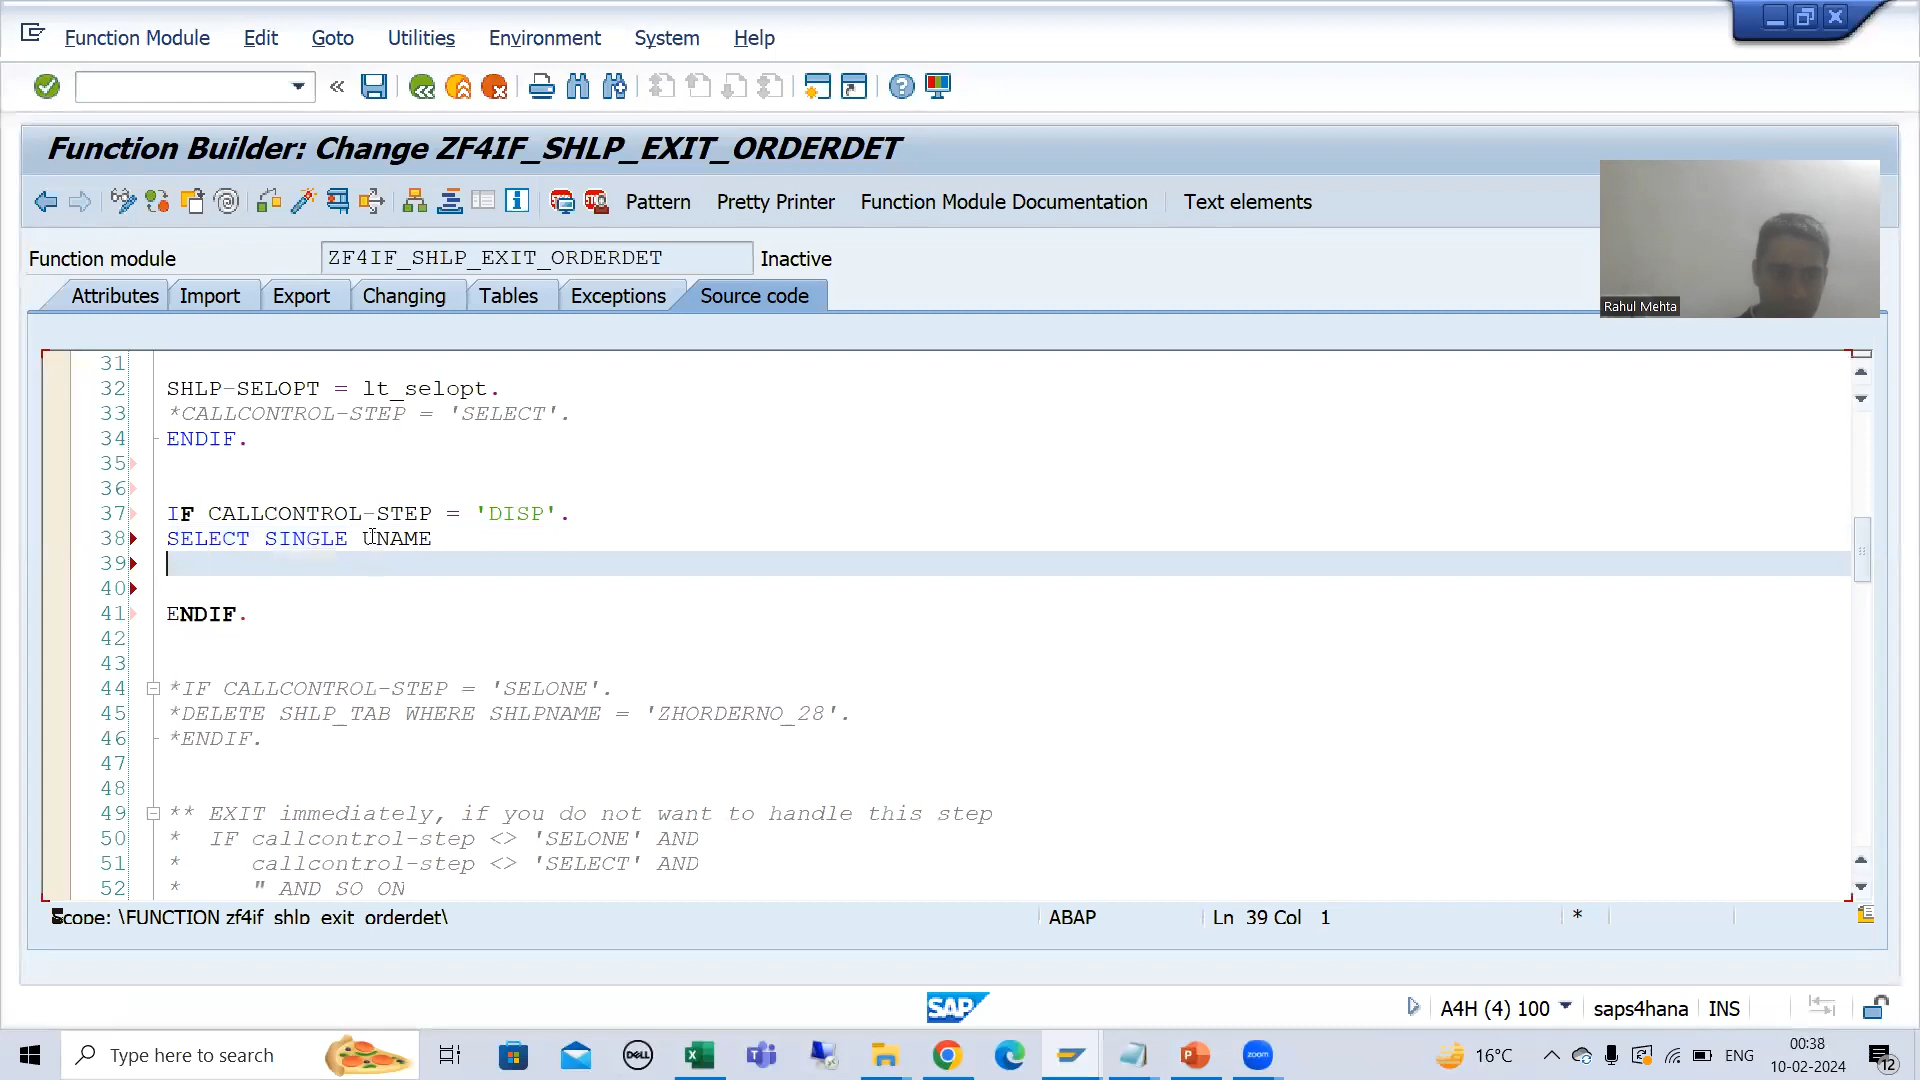 Function Module Edit Goto Utilities Environment System Help
Function Builder: Change ZF4IF_SHLP_EXIT_ORDERDET
Pattern Pretty Printer Function Module Documentation Text elements
Function module ZF4IF_SHLP_EXIT_ORDERDET Inactive
Attributes Import Export Changing Tables Exceptions Source code
Rahul Mehta
31
32 SHLP-SELOPT = lt_selopt.
33 *CALLCONTROL-STEP = 'SELECT'.
34 ENDIF.
35
36
37 IF CALLCONTROL-STEP = 'DISP'.
38 SELECT SINGLE UNAME
39
40
41 ENDIF.
42
43
44 *IF CALLCONTROL-STEP = 'SELONE'.
45 *DELETE SHLP_TAB WHERE SHLPNAME = 'ZHORDERNO_28'.
46 *ENDIF.
47
48
49 ** EXIT immediately, if you do not want to handle this step
50 * IF callcontrol-step <> 'SELONE' AND
51 * callcontrol-step <> 'SELECT' AND
52 * " AND SO ON
Scope: \FUNCTION zf4if_shlp_exit_orderdet\ ABAP Ln 39 Col 1 *
SAP A4H (4) 100 saps4hana INS
Type here to search DELL zoom 16°C ENG 00:38
10-02-2024 12